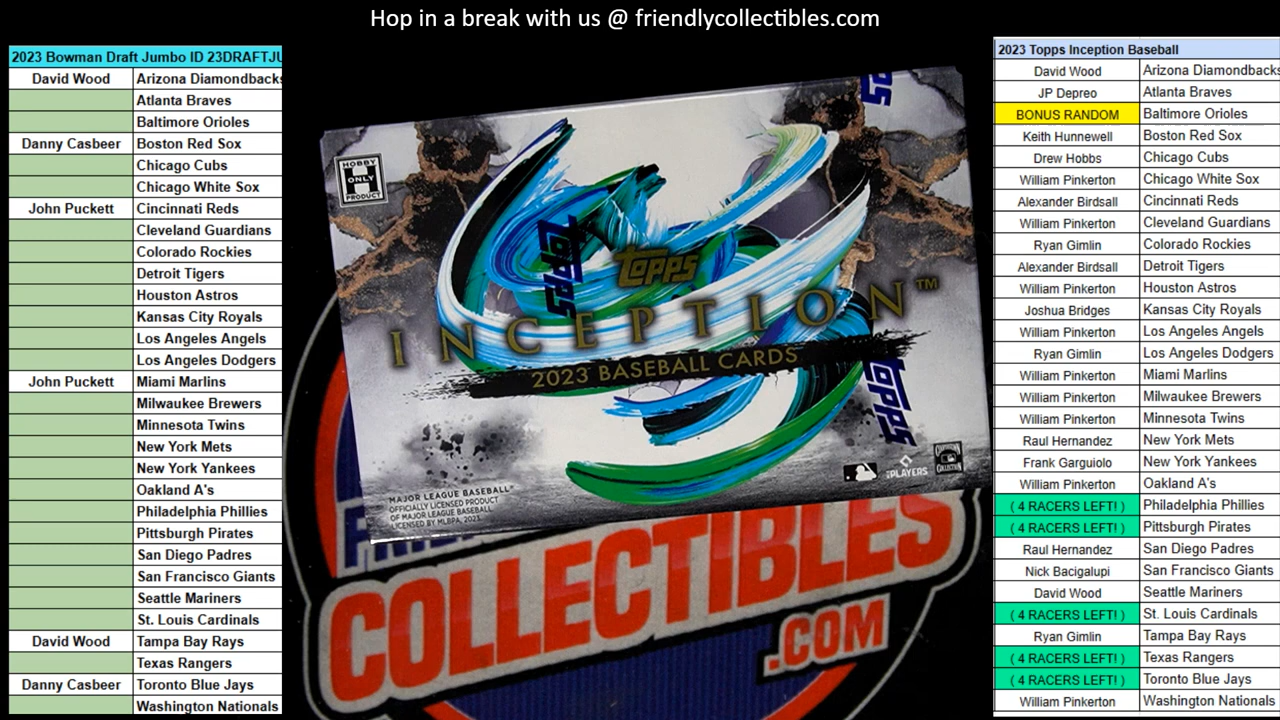 Hop in a break with us @ friendlycollectibles.com
2023 Bowman Draft Jumbo ID 23DRAFTJU
David Wood Arizona Diamondbacks
Atlanta Braves
Baltimore Orioles
Danny Casbeer Boston Red Sox
Chicago Cubs
Chicago White Sox
John Puckett Cincinnati Reds
Cleveland Guardians
Colorado Rockies
Detroit Tigers
Houston Astros
Kansas City Royals
Los Angeles Angels
Los Angeles Dodgers
John Puckett Miami Marlins
Milwaukee Brewers
Minnesota Twins
New York Mets
New York Yankees
Oakland A's
Philadelphia Phillies
Pittsburgh Pirates
San Diego Padres
San Francisco Giants
Seattle Mariners
St. Louis Cardinals
David Wood Tampa Bay Rays
Texas Rangers
Danny Casbeer Toronto Blue Jays
Washington Nationals
HOBBY
H
ONLY
PRODUCT
topps
topps
INCEPTION™
2023 BASEBALL CARDS
topps
MAJOR LEAGUE BASEBALL®
OFFICIALLY LICENSED PRODUCT
OF MAJOR LEAGUE BASEBALL
LICENSED BY MLBPA, 2023.
PLAYERS
COLLECTIBLES
.COM
2023 Topps Inception Baseball
David Wood Arizona Diamondbacks
JP Depreo Atlanta Braves
BONUS RANDOM Baltimore Orioles
Keith Hunnewell Boston Red Sox
Drew Hobbs Chicago Cubs
William Pinkerton Chicago White Sox
Alexander Birdsall Cincinnati Reds
William Pinkerton Cleveland Guardians
Ryan Gimlin Colorado Rockies
Alexander Birdsall Detroit Tigers
William Pinkerton Houston Astros
Joshua Bridges Kansas City Royals
William Pinkerton Los Angeles Angels
Ryan Gimlin Los Angeles Dodgers
William Pinkerton Miami Marlins
William Pinkerton Milwaukee Brewers
William Pinkerton Minnesota Twins
Raul Hernandez New York Mets
Frank Garguiolo New York Yankees
William Pinkerton Oakland A's
( 4 RACERS LEFT! ) Philadelphia Phillies
( 4 RACERS LEFT! ) Pittsburgh Pirates
Raul Hernandez San Diego Padres
Nick Bacigalupi San Francisco Giants
David Wood Seattle Mariners
( 4 RACERS LEFT! ) St. Louis Cardinals
Ryan Gimlin Tampa Bay Rays
( 4 RACERS LEFT! ) Texas Rangers
( 4 RACERS LEFT! ) Toronto Blue Jays
William Pinkerton Washington Nationals